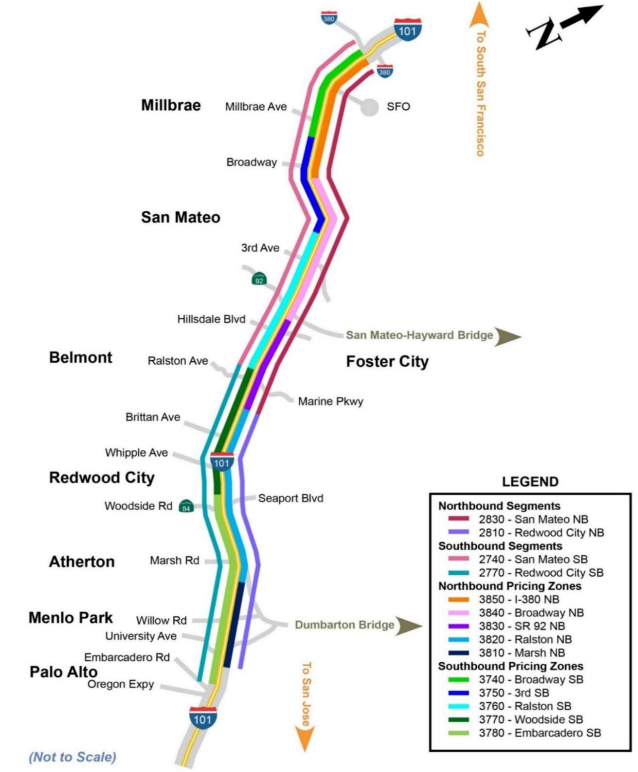 380
101
380
N
To South San Francisco
Millbrae
Millbrae Ave
SFO
Broadway
San Mateo
3rd Ave
92
Hillsdale Blvd
San Mateo-Hayward Bridge
Belmont
Ralston Ave
Foster City
Marine Pkwy
Brittan Ave
Whipple Ave
101
Redwood City
Woodside Rd
84
Seaport Blvd
Atherton
Marsh Rd
Menlo Park
Willow Rd
Dumbarton Bridge
University Ave
Embarcadero Rd
Palo Alto
Oregon Expy
To San Jose
101
(Not to Scale)
LEGEND
Northbound Segments
2830 - San Mateo NB
2810 - Redwood City NB
Southbound Segments
2740 - San Mateo SB
2770 - Redwood City SB
Northbound Pricing Zones
3850 - I-380 NB
3840 - Broadway NB
3830 - SR 92 NB
3820 - Ralston NB
3810 - Marsh NB
Southbound Pricing Zones
3740 - Broadway SB
3750 - 3rd SB
3760 - Ralston SB
3770 - Woodside SB
3780 - Embarcadero SB